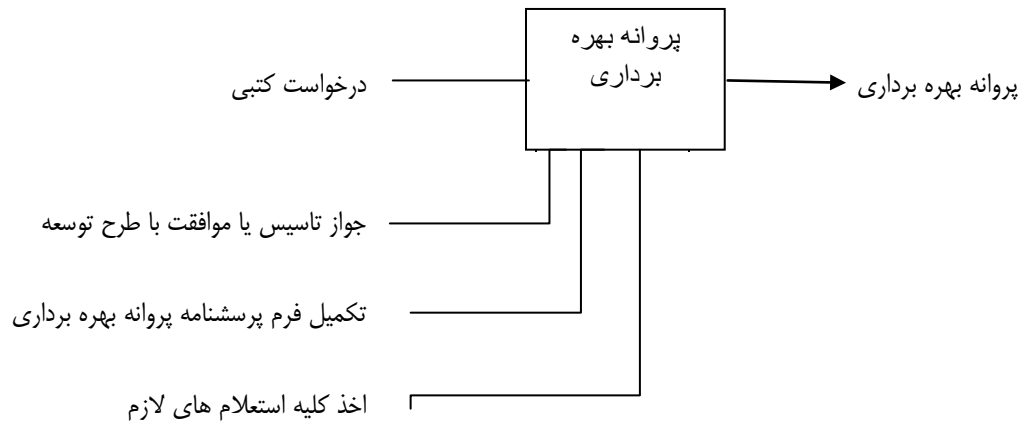 پروانه بهره
برداری
درخواست کتبی
پروانه بهره برداری
جواز تاسیس یا موافقت با طرح توسعه
تکمیل فرم پرسشنامه پروانه بهره برداری
اخذ کلیه استعلام های لازم